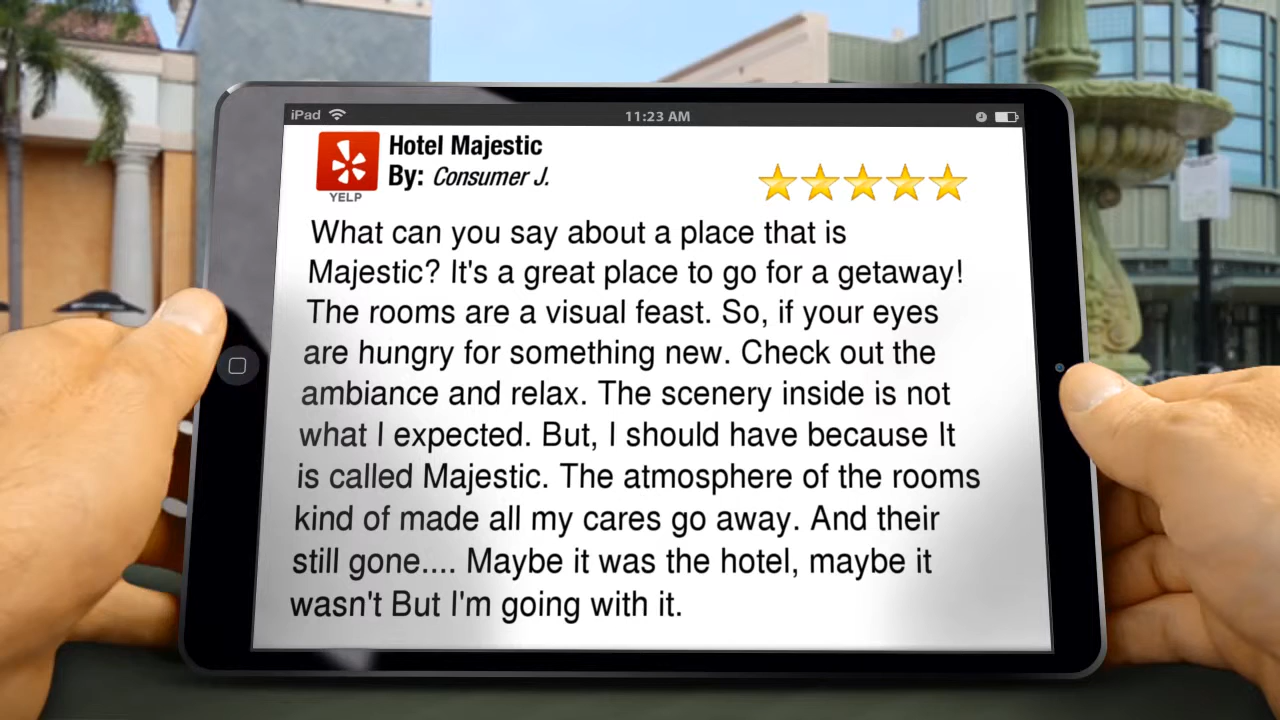 iPad 11:23 AM
Hotel Majestic
By: Consumer J.
YELP
What can you say about a place that is
Majestic? It's a great place to go for a getaway!
The rooms are a visual feast. So, if your eyes
are hungry for something new. Check out the
ambiance and relax. The scenery inside is not
what I expected. But, I should have because It
is called Majestic. The atmosphere of the rooms
kind of made all my cares go away. And their
still gone.... Maybe it was the hotel, maybe it
wasn't But I'm going with it.